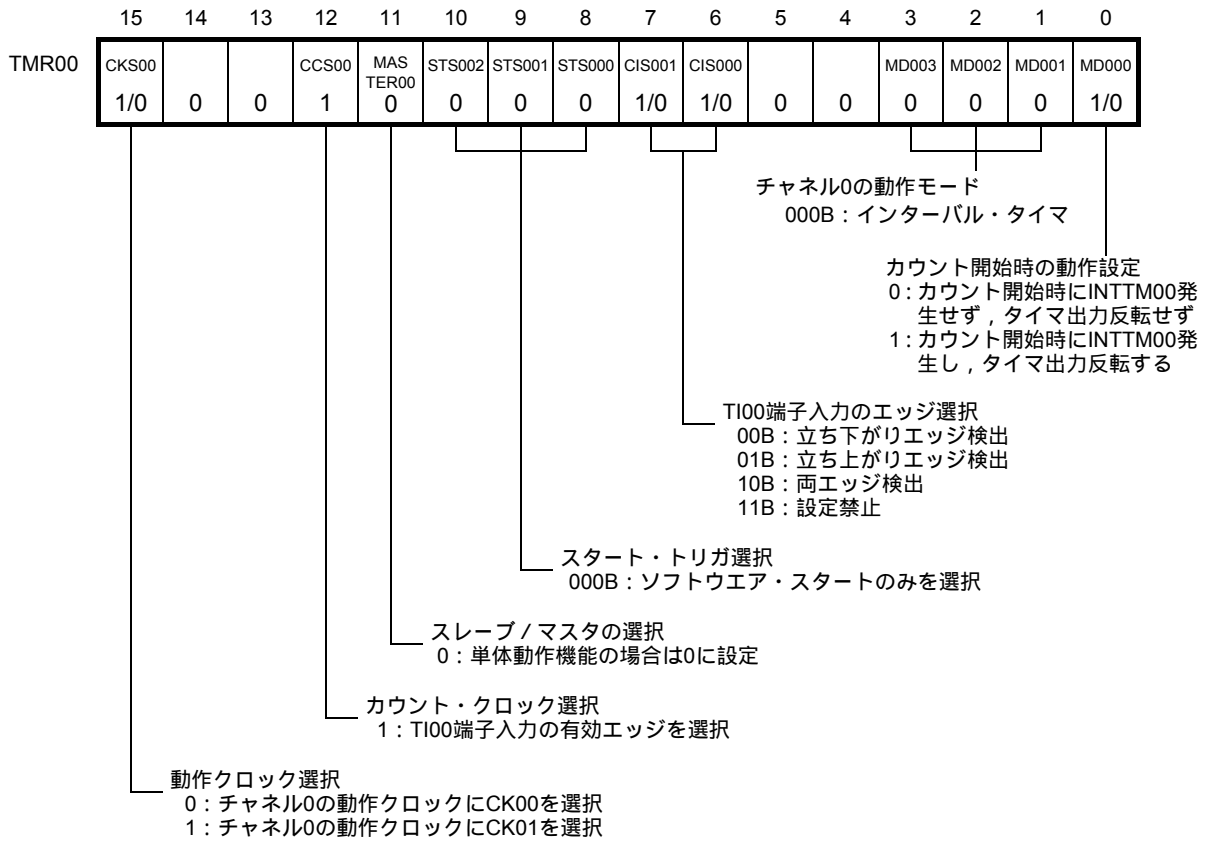 15 14 13 12 11 10 9 8 7 6 5 4 3 2 1 0
TMR00 CKS00 CCS00 MAS TER00 STS002 STS001 STS000 CIS001 CIS000 MD003 MD002 MD001 MD000
1/0 0 0 1 0 0 0 0 1/0 1/0 0 0 0 0 0 1/0
チャネル0の動作モード
000B：インターバル・タイマ
カウント開始時の動作設定
0：カウント開始時にINTTM00発
生せず，タイマ出力反転せず
1：カウント開始時にINTTM00発
生し，タイマ出力反転する
TI00端子入力のエッジ選択
00B：立ち下がりエッジ検出
01B：立ち上がりエッジ検出
10B：両エッジ検出
11B：設定禁止
スタート・トリガ選択
000B：ソフトウエア・スタートのみを選択
スレーブ／マスタの選択
0：単体動作機能の場合は0に設定
カウント・クロック選択
1：TI00端子入力の有効エッジを選択
動作クロック選択
0：チャネル0の動作クロックにCK00を選択
1：チャネル0の動作クロックにCK01を選択